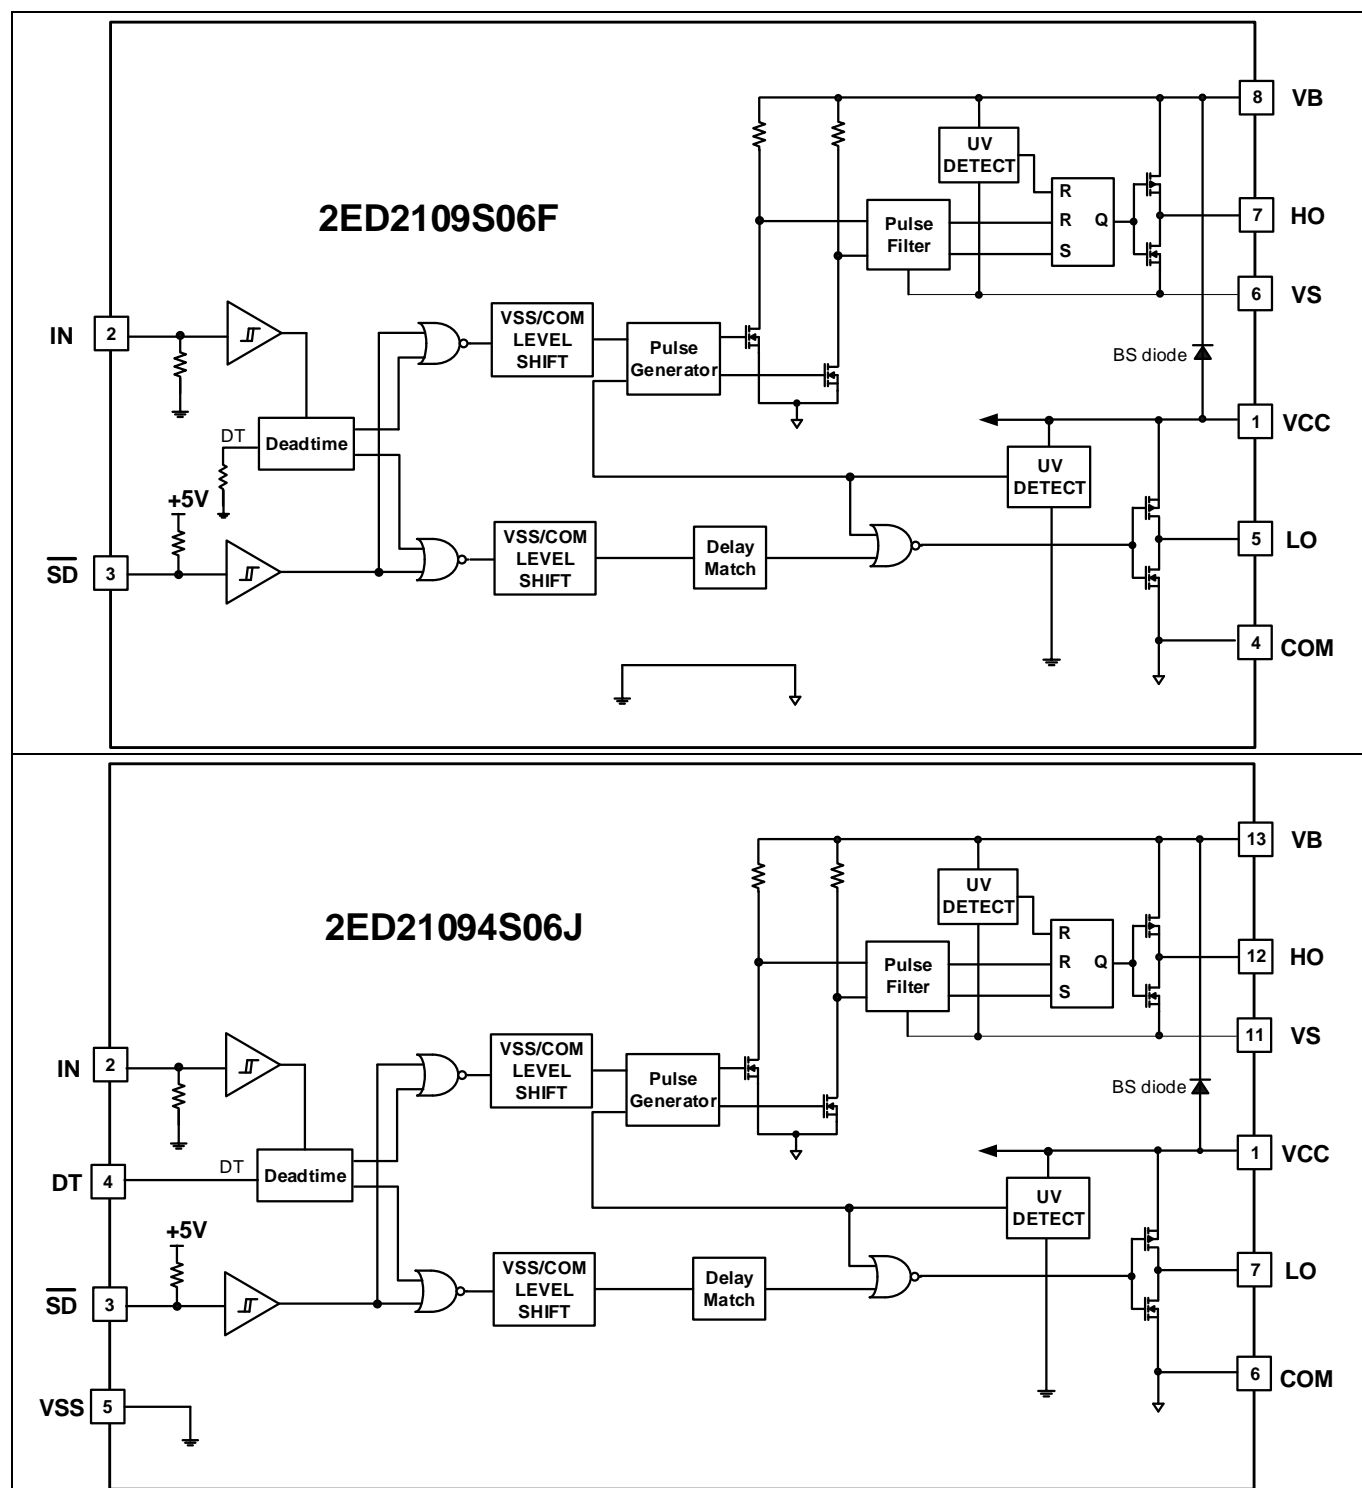 8 VB
UV
DETECT
R
2ED2109S06F
Pulse
Filter
R Q
S
7 HO
6 VS
IN 2
VSS/COM
LEVEL
SHIFT
Pulse
Generator
BS diode
DT
Deadtime
1 VCC
UV
DETECT
+5V
SD 3
VSS/COM
LEVEL
SHIFT
Delay
Match
5 LO
4 COM
13 VB
UV
DETECT
R
2ED21094S06J
Pulse
Filter
R Q
S
12 HO
11 VS
IN 2
VSS/COM
LEVEL
SHIFT
Pulse
Generator
BS diode
1 VCC
DT 4
DT
Deadtime
UV
DETECT
+5V
SD 3
VSS/COM
LEVEL
SHIFT
Delay
Match
7 LO
6 COM
VSS 5